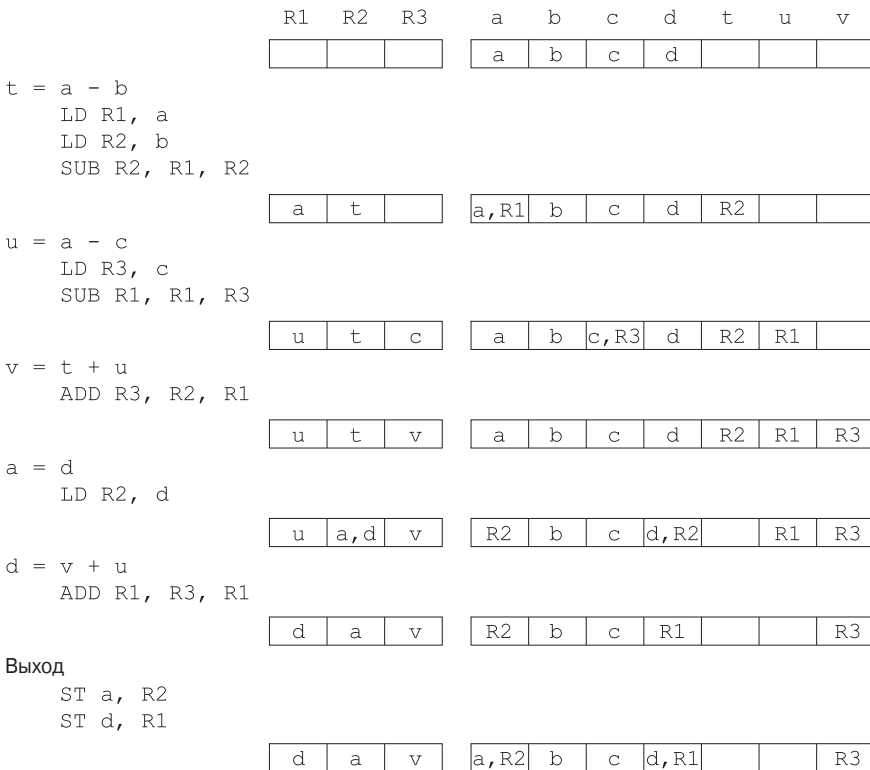 R1 R2 R3 a b c d t u v
a b c d
t = a - b
LD R1, a
LD R2, b
SUB R2, R1, R2
a t a,R1 b c d R2
u = a - c
LD R3, c
SUB R1, R1, R3
u t c a b c,R3 d R2 R1
v = t + u
ADD R3, R2, R1
u t v a b c d R2 R1 R3
a = d
LD R2, d
u a,d v R2 b c d,R2 R1 R3
d = v + u
ADD R1, R3, R1
d a v R2 b c R1 R3
Выход
ST a, R2
ST d, R1
d a v a,R2 b c d,R1 R3